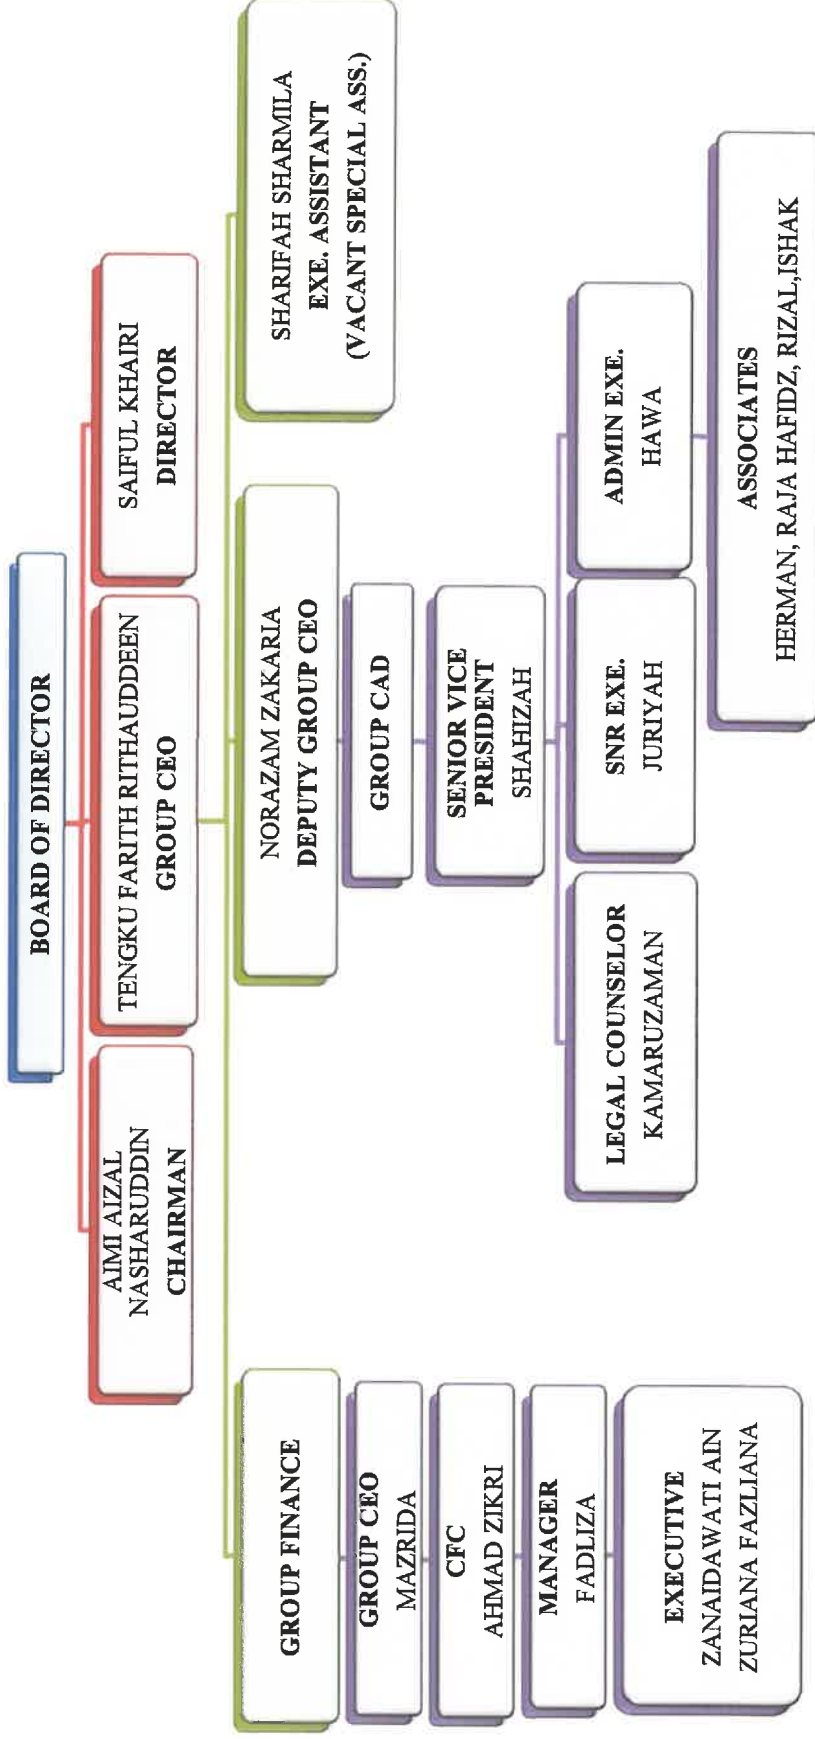 BOARD OF DIRECTOR
AIMI AIZAL
NASHARUDDIN
CHAIRMAN
TENGKU FARITH RITHAUDDEEN
GROUP CEO
SAIFUL KHAIRI
DIRECTOR
GROUP FINANCE
NORAZAM ZAKARIA
DEPUTY GROUP CEO
SHARIFAH SHARMILA
EXE. ASSISTANT
(VACANT SPECIAL ASS.)
GROUP CEO
MAZRIDA
CFC
AHMAD ZIKRI
MANAGER
FADLIZA
EXECUTIVE
ZANAIDAWATI AIN
ZURIANA FAZLIANA
GROUP CAD
SENIOR VICE
PRESIDENT
SHAHIZAH
LEGAL COUNSELOR
KAMARUZAMAN
SNR EXE.
JURIYAH
ADMIN EXE.
HAWA
ASSOCIATES
HERMAN, RAJA HAFIDZ, RIZAL,ISHAK